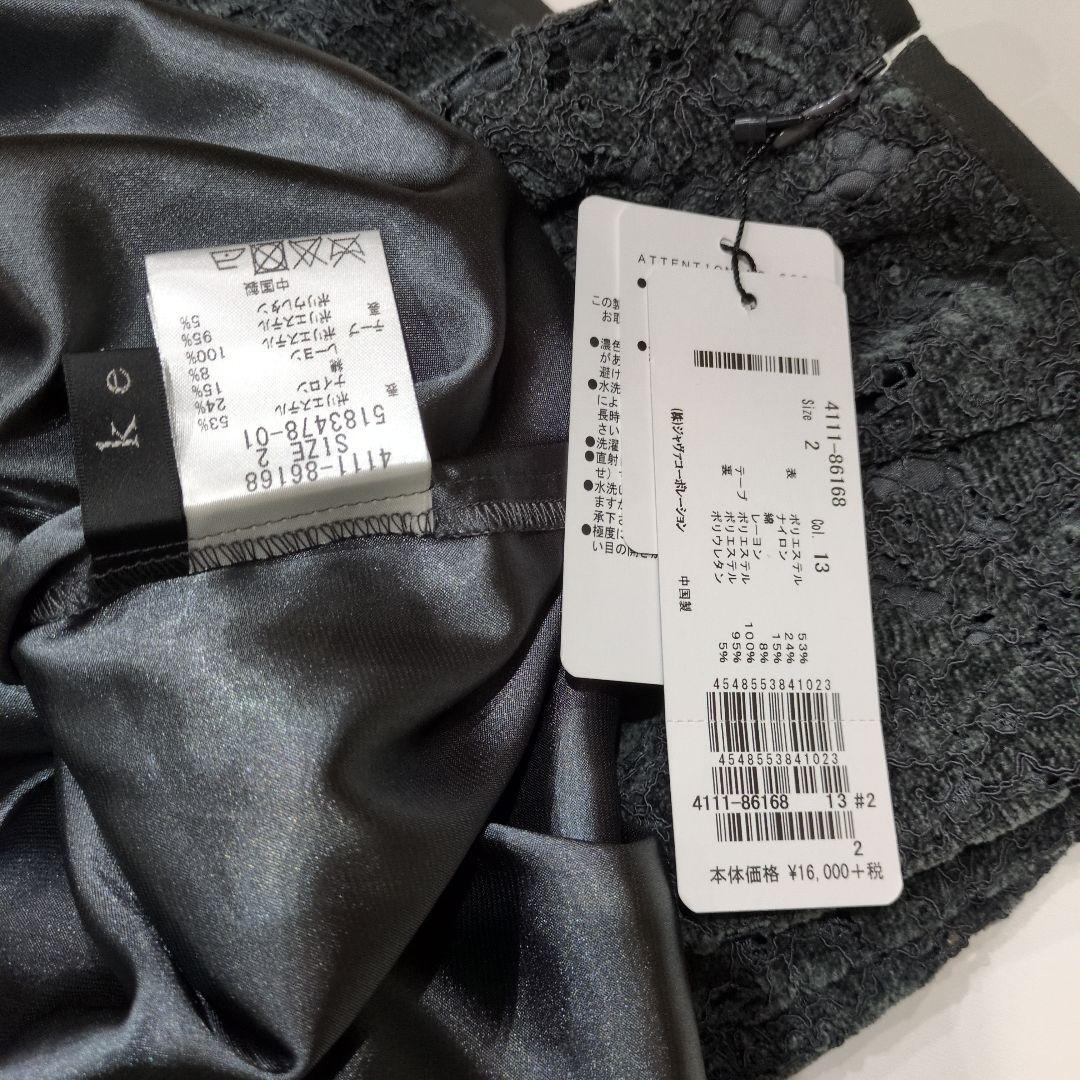 ke
4111-86168
SIZE 2
5183478-01
表
ポリエステル 53%
ナイロン 24%
綿 15%
レーヨン 8%
テープ ポリエステル 100%
裏 ポリエステル 95%
ポリウレタン 5%
中国製
ATTENTION
この製
お取
●濃色
があ
避け
●水洗
によ
長時
さい
●洗濯
●直射
せ)
●水洗い
ますか
承下さ
●極度に
い目の開きか
4111-86168 Col. 13
Size 2
表 ポリエステル 53%
ナイロン 24%
綿 15%
レーヨン 8%
テープ ポリエステル 100%
裏 ポリエステル 95%
ポリウレタン 5%
(株)ジャヴァコーポレーション 中国製
4548553841023
4548553841023
4111-86168 13 #2
2
本体価格 ¥16,000+税